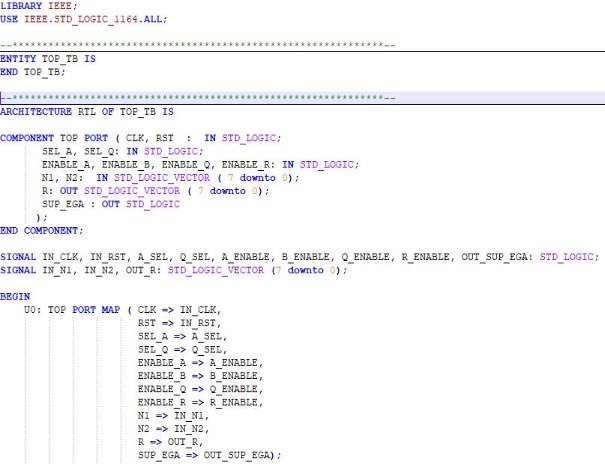 LIBRARY IEEE;
USE IEEE.STD_LOGIC_1164.ALL;
--***************************************************************--
ENTITY TOP_TB IS
END TOP_TB;
--***************************************************************--
ARCHITECTURE RTL OF TOP_TB IS
COMPONENT TOP PORT ( CLK, RST : IN STD_LOGIC;
SEL_A, SEL_Q: IN STD_LOGIC;
ENABLE_A, ENABLE_B, ENABLE_Q, ENABLE_R: IN STD_LOGIC;
N1, N2: IN STD_LOGIC_VECTOR ( 7 downto 0);
R: OUT STD_LOGIC_VECTOR ( 7 downto 0);
SUP_EGA : OUT STD_LOGIC
);
END COMPONENT;
SIGNAL IN_CLK, IN_RST, A_SEL, Q_SEL, A_ENABLE, B_ENABLE, Q_ENABLE, R_ENABLE, OUT_SUP_EGA: STD_LOGIC;
SIGNAL IN_N1, IN_N2, OUT_R: STD_LOGIC_VECTOR (7 downto 0);
BEGIN
U0: TOP PORT MAP ( CLK => IN_CLK,
RST => IN_RST,
SEL_A => A_SEL,
SEL_Q => Q_SEL,
ENABLE_A => A_ENABLE,
ENABLE_B => B_ENABLE,
ENABLE_Q => Q_ENABLE,
ENABLE_R => R_ENABLE,
N1 => IN_N1,
N2 => IN_N2,
R => OUT_R,
SUP_EGA => OUT_SUP_EGA);